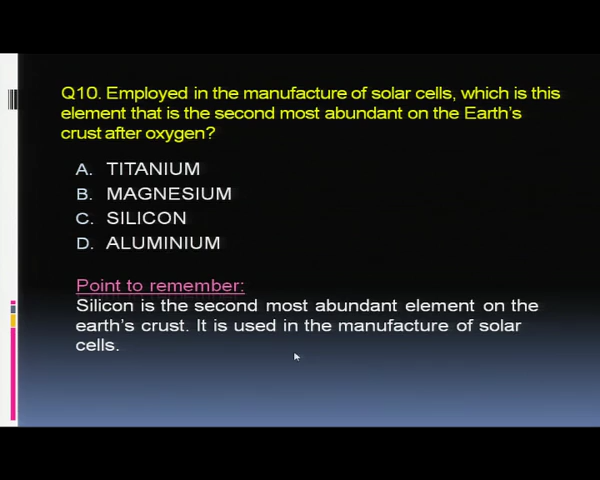 Q10. Employed in the manufacture of solar cells, which is this
element that is the second most abundant on the Earth's
crust after oxygen?
A. TITANIUM
B. MAGNESIUM
C. SILICON
D. ALUMINIUM
Point to remember:
Silicon is the second most abundant element on the
earth's crust. It is used in the manufacture of solar
cells.